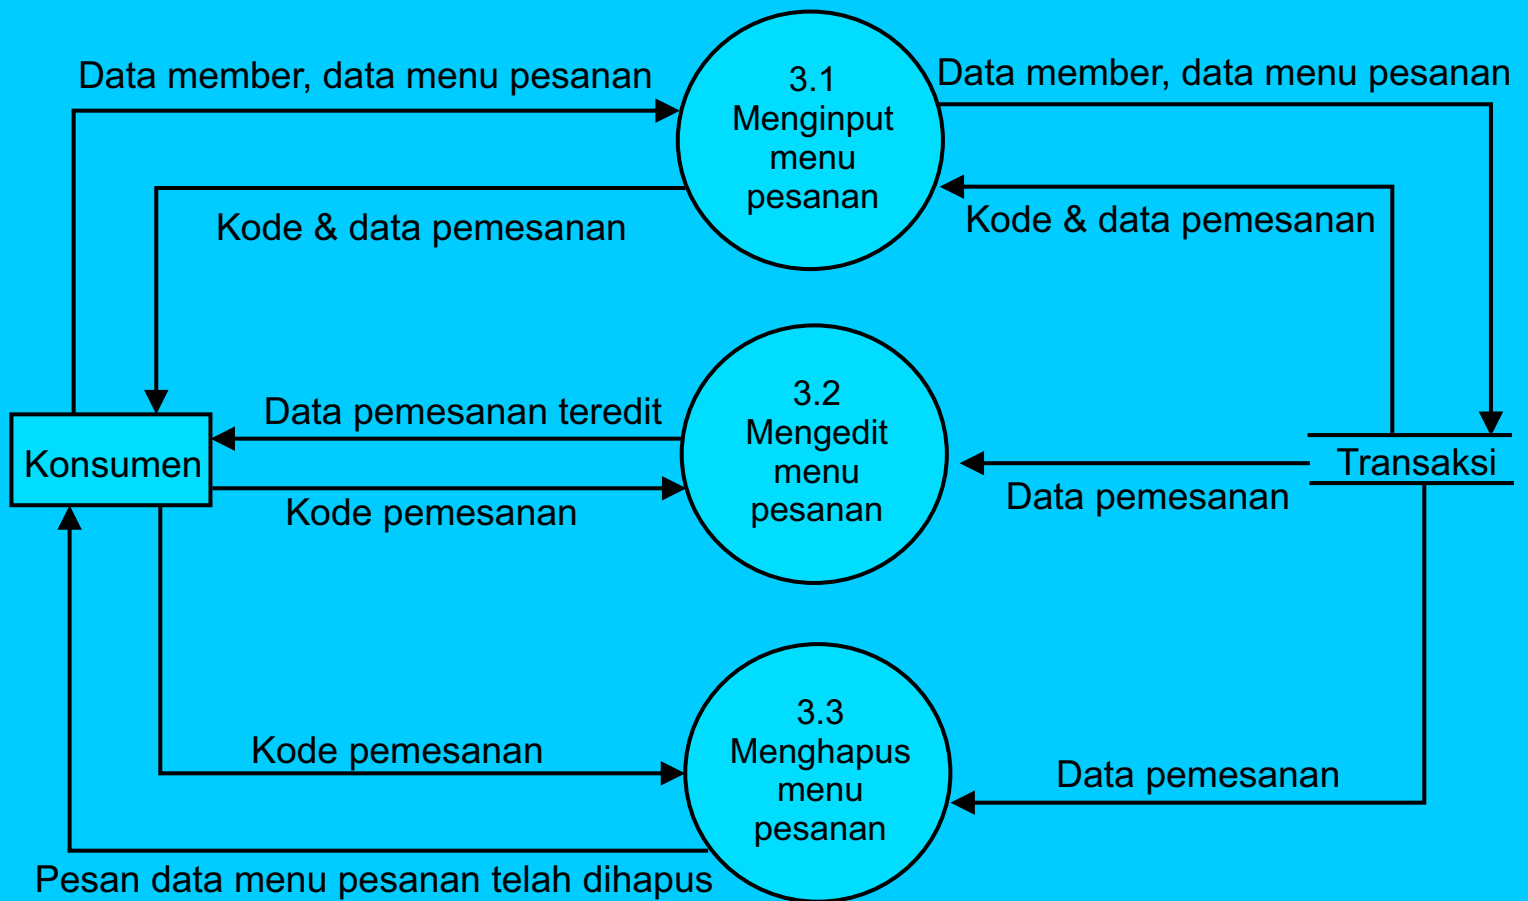 Data member, data menu pesanan
3.1
Menginput
menu
pesanan
Data member, data menu pesanan
Kode & data pemesanan
Kode & data pemesanan
3.2
Mengedit
menu
pesanan
Data pemesanan teredit
Konsumen
Kode pemesanan
Transaksi
Data pemesanan
3.3
Menghapus
menu
pesanan
Kode pemesanan
Data pemesanan
Pesan data menu pesanan telah dihapus